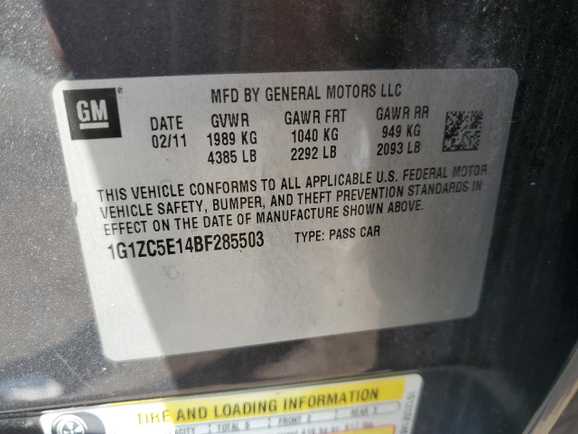 GM
MFD BY GENERAL MOTORS LLC
DATE GVWR GAWR FRT GAWR RR
02/11 1989 KG 1040 KG 949 KG
4385 LB 2292 LB 2093 LB
THIS VEHICLE CONFORMS TO ALL APPLICABLE U.S. FEDERAL MOTOR
VEHICLE SAFETY, BUMPER, AND THEFT PREVENTION STANDARDS IN
EFFECT ON THE DATE OF MANUFACTURE SHOWN ABOVE.
1G1ZC5E14BF285503 TYPE: PASS CAR
TIRE AND LOADING